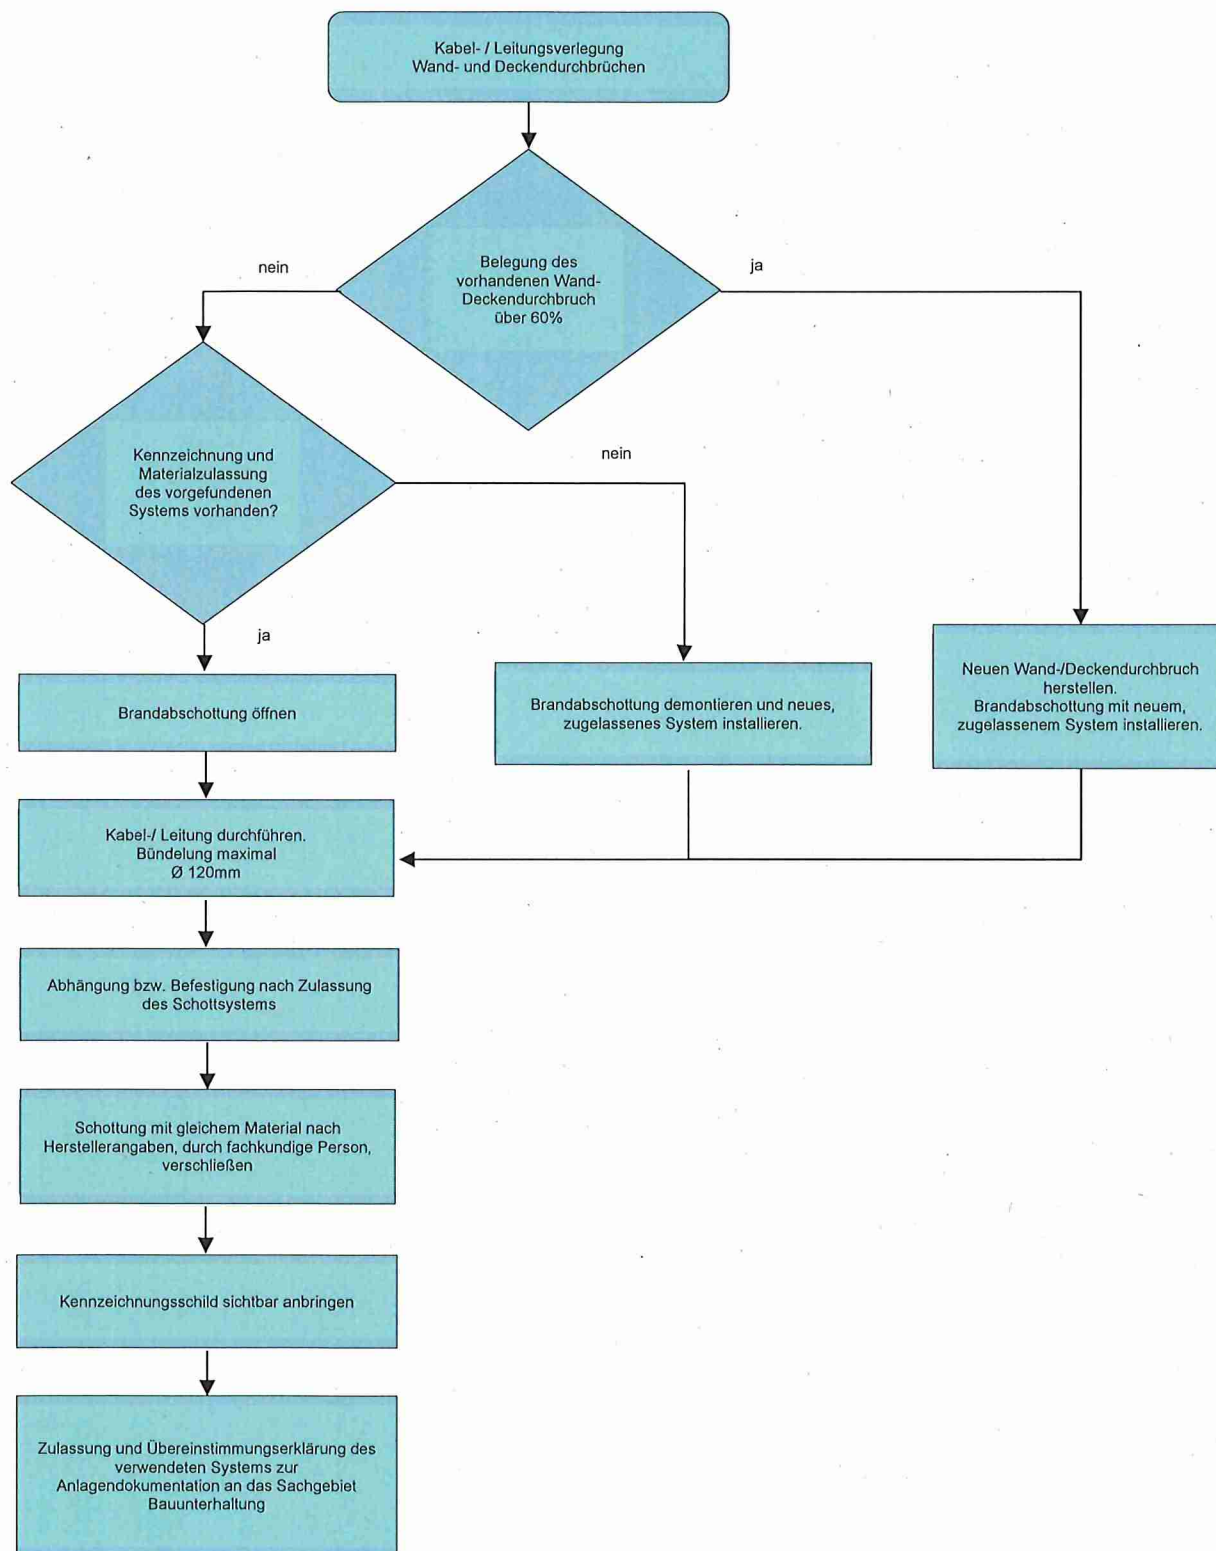 Kabel- / Leitungsverlegung
Wand- und Deckendurchbrüchen
Belegung des
vorhandenen Wand-
Deckendurchbruch
über 60%
nein
ja
Kennzeichnung und
Materialzulassung
des vorgefundenen
Systems vorhanden?
nein
ja
Brandabschottung öffnen
Brandabschottung demontieren und neues,
zugelassenes System installieren.
Neuen Wand-/Deckendurchbruch
herstellen.
Brandabschottung mit neuem,
zugelassenem System installieren.
Kabel-/ Leitung durchführen.
Bündelung maximal
Ø 120mm
Abhängung bzw. Befestigung nach Zulassung
des Schottsystems
Schottung mit gleichem Material nach
Herstellerangaben, durch fachkundige Person,
verschließen
Kennzeichnungsschild sichtbar anbringen
Zulassung und Übereinstimmungserklärung des
verwendeten Systems zur
Anlagendokumentation an das Sachgebiet
Bauunterhaltung